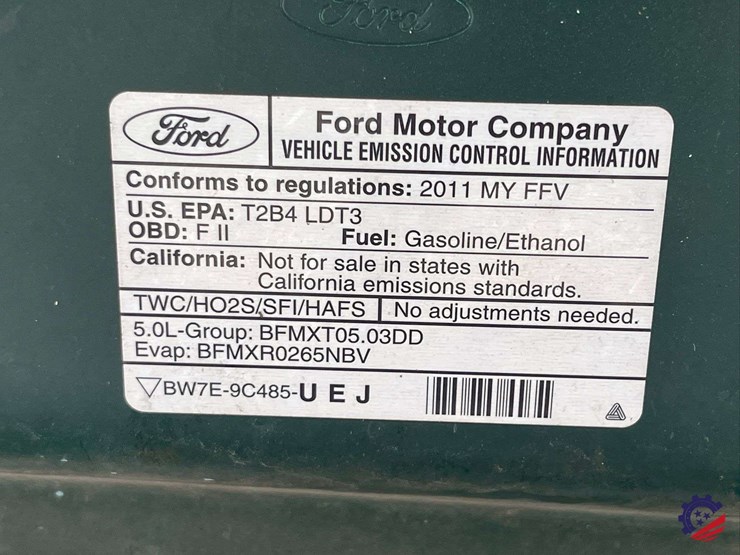 Ford
Ford
Ford Motor Company
VEHICLE EMISSION CONTROL INFORMATION
Conforms to regulations: 2011 MY FFV
U.S. EPA: T2B4 LDT3
OBD: F II
Fuel: Gasoline/Ethanol
California: Not for sale in states with
California emissions standards.
TWC/HO2S/SFI/HAFS
No adjustments needed.
5.0L-Group: BFMXT05.03DD
Evap: BFMXR0265NBV
BW7E-9C485-U E J